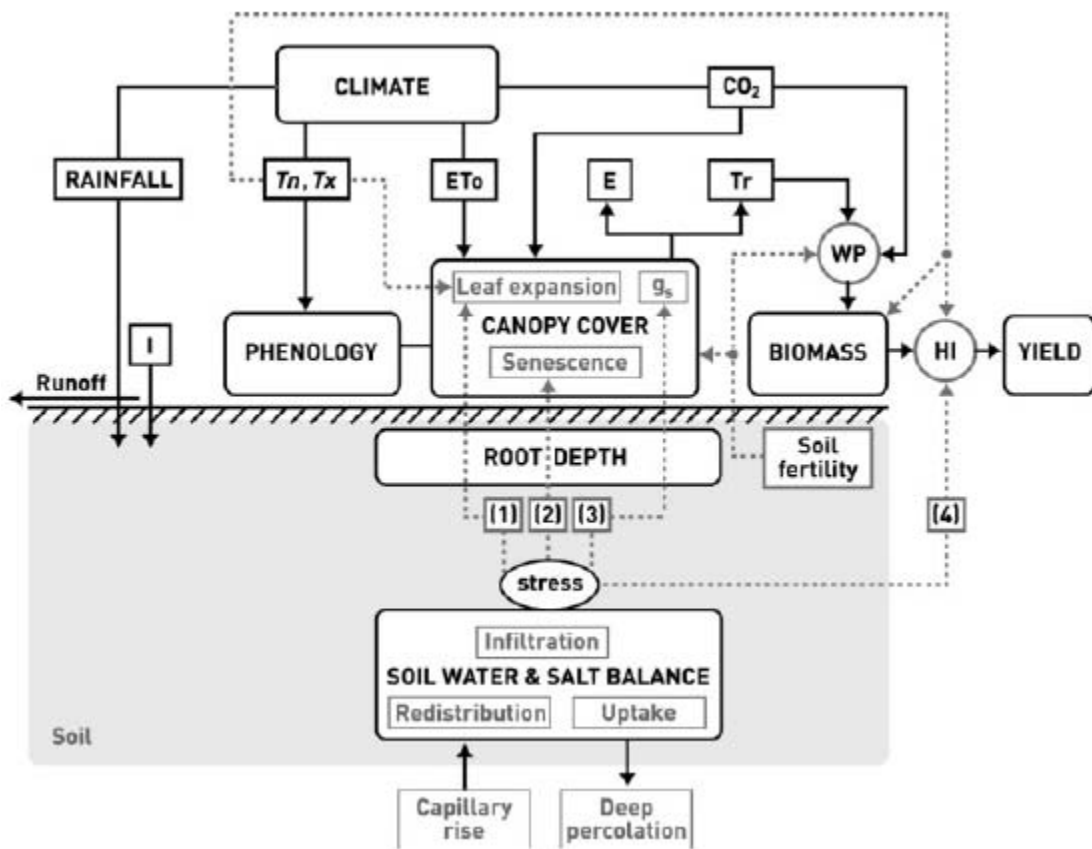 CLIMATE
CO₂
RAINFALL
Tn, Tx
ETo
E
Tr
WP
Leaf expansion
gs
CANOPY COVER
Senescence
PHENOLOGY
I
BIOMASS
HI
YIELD
Runoff
ROOT DEPTH
Soil
fertility
(1)
(2)
(3)
(4)
stress
Infiltration
SOIL WATER & SALT BALANCE
Redistribution
Uptake
Soil
Capillary
rise
Deep
percolation